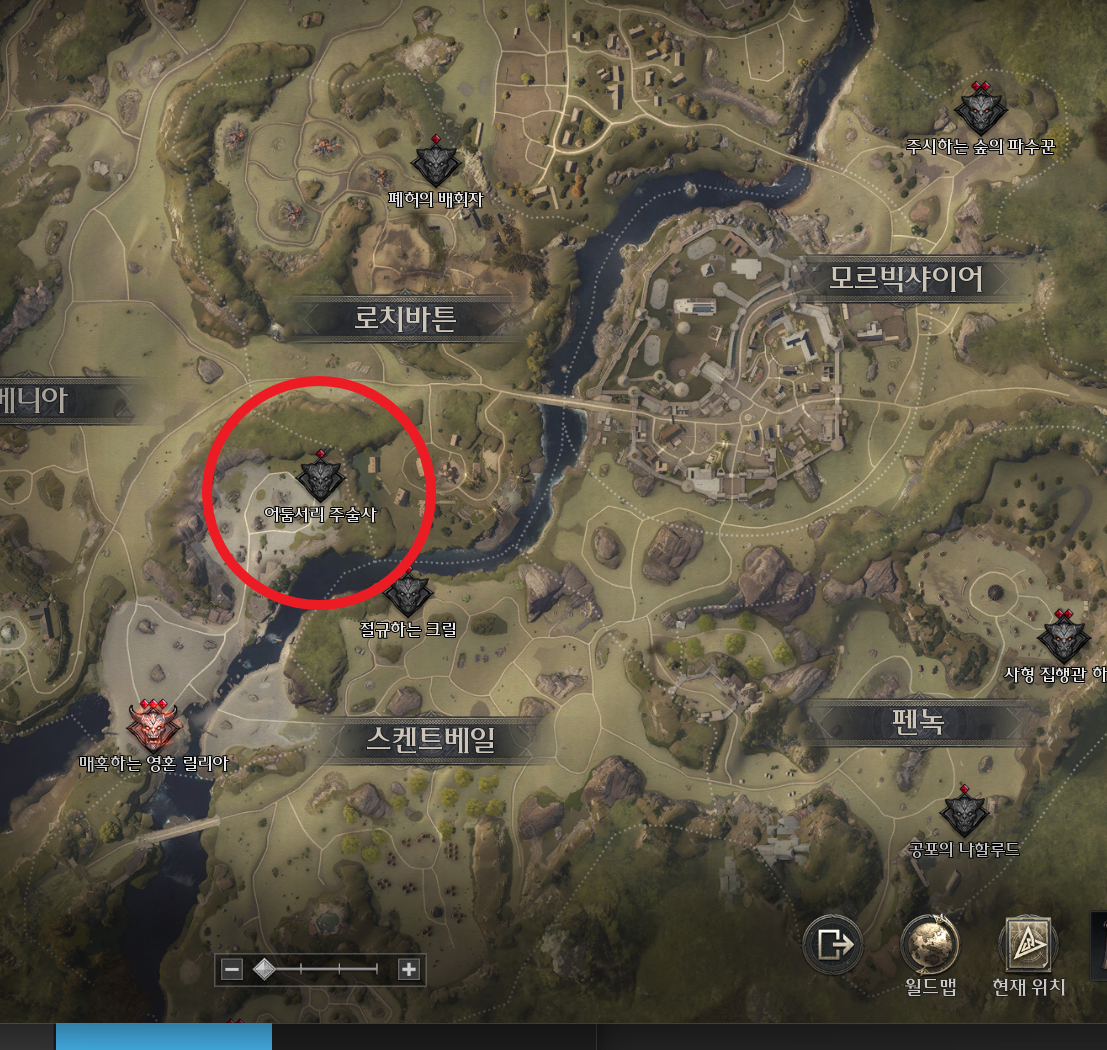 주시하는 숲의 파수꾼
폐허의 배회자
모르빅샤이어
로치바튼
베니아
어둠서리 주술사
절규하는 크릴
사형 집행관 하
펜녹
스켄트베일
매혹하는 영혼 릴리아
공포의 나할루드
월드맵
현재 위치